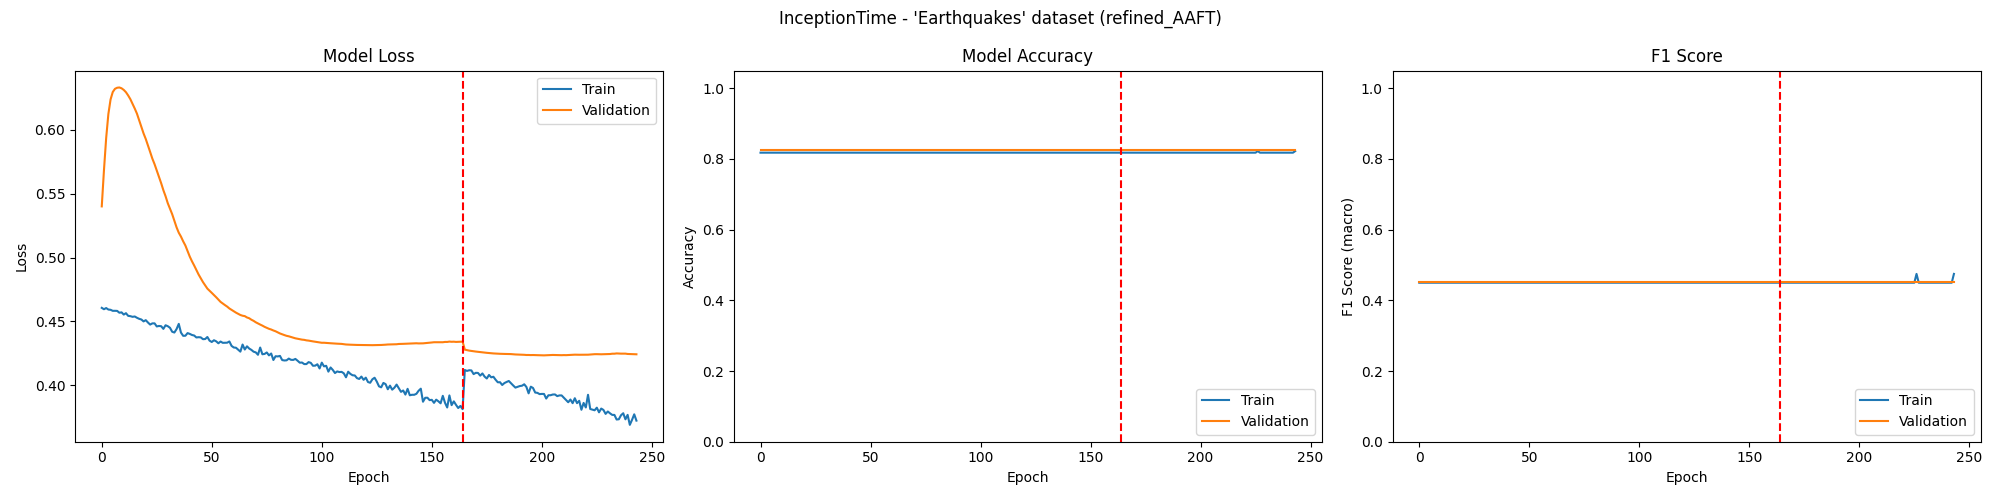 InceptionTime - 'Earthquakes' dataset (refined_AAFT)
Model Loss
Loss
0.60
0.55
0.50
0.45
0.40
0
50
100
150
200
250
Epoch
Train
Validation
Model Accuracy
Accuracy
1.0
0.8
0.6
0.4
0.2
0.0
0
50
100
150
200
250
Epoch
Train
Validation
F1 Score
F1 Score (macro)
1.0
0.8
0.6
0.4
0.2
0.0
0
50
100
150
200
250
Epoch
Train
Validation